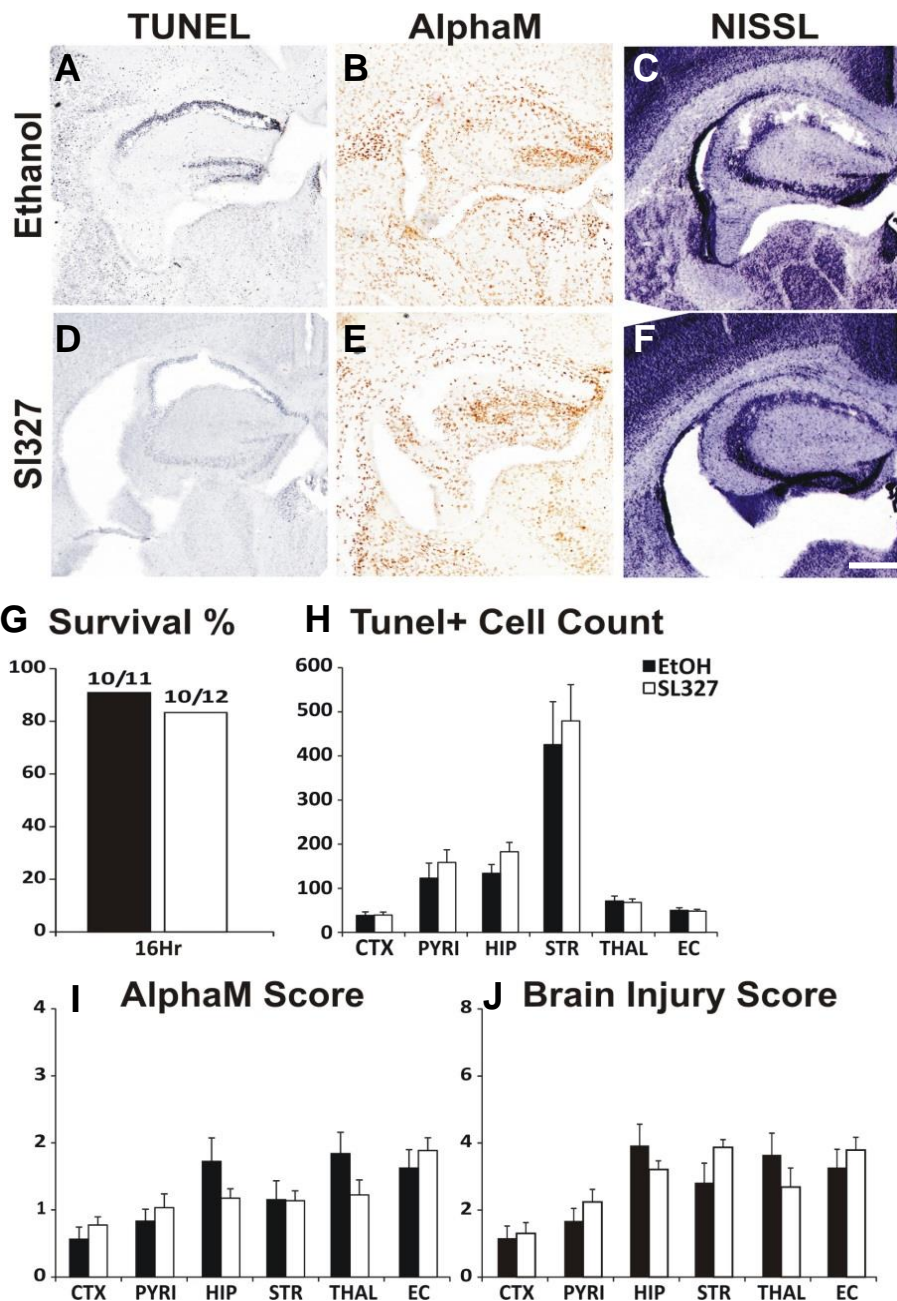 TUNEL AlphaM NISSL
Ethanol
A B C
Sl327
D E F
G Survival %
100
80
60
40
20
0
10/11
10/12
16Hr
H Tunel+ Cell Count
600
500
400
300
200
100
0
EtOH
SL327
CTX PYRI HIP STR THAL EC
I AlphaM Score
4
3
2
1
0
CTX PYRI HIP STR THAL EC
J Brain Injury Score
8
6
4
2
0
CTX PYRI HIP STR THAL EC